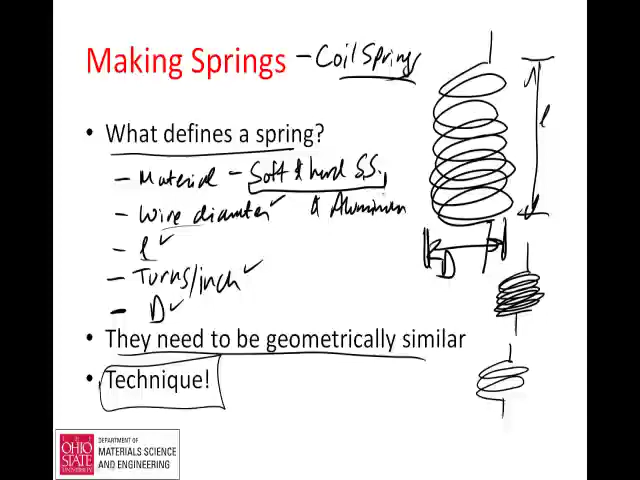 Making Springs – Coil Springs
• What defines a spring?
– Material – Soft & hard S.S.
& Aluminum
– Wire diameter
– l
– Turns/inch
– D
• They need to be geometrically similar
• Technique!
l
D
THE
OHIO
STATE
UNIVERSITY
DEPARTMENT OF
MATERIALS SCIENCE
AND ENGINEERING